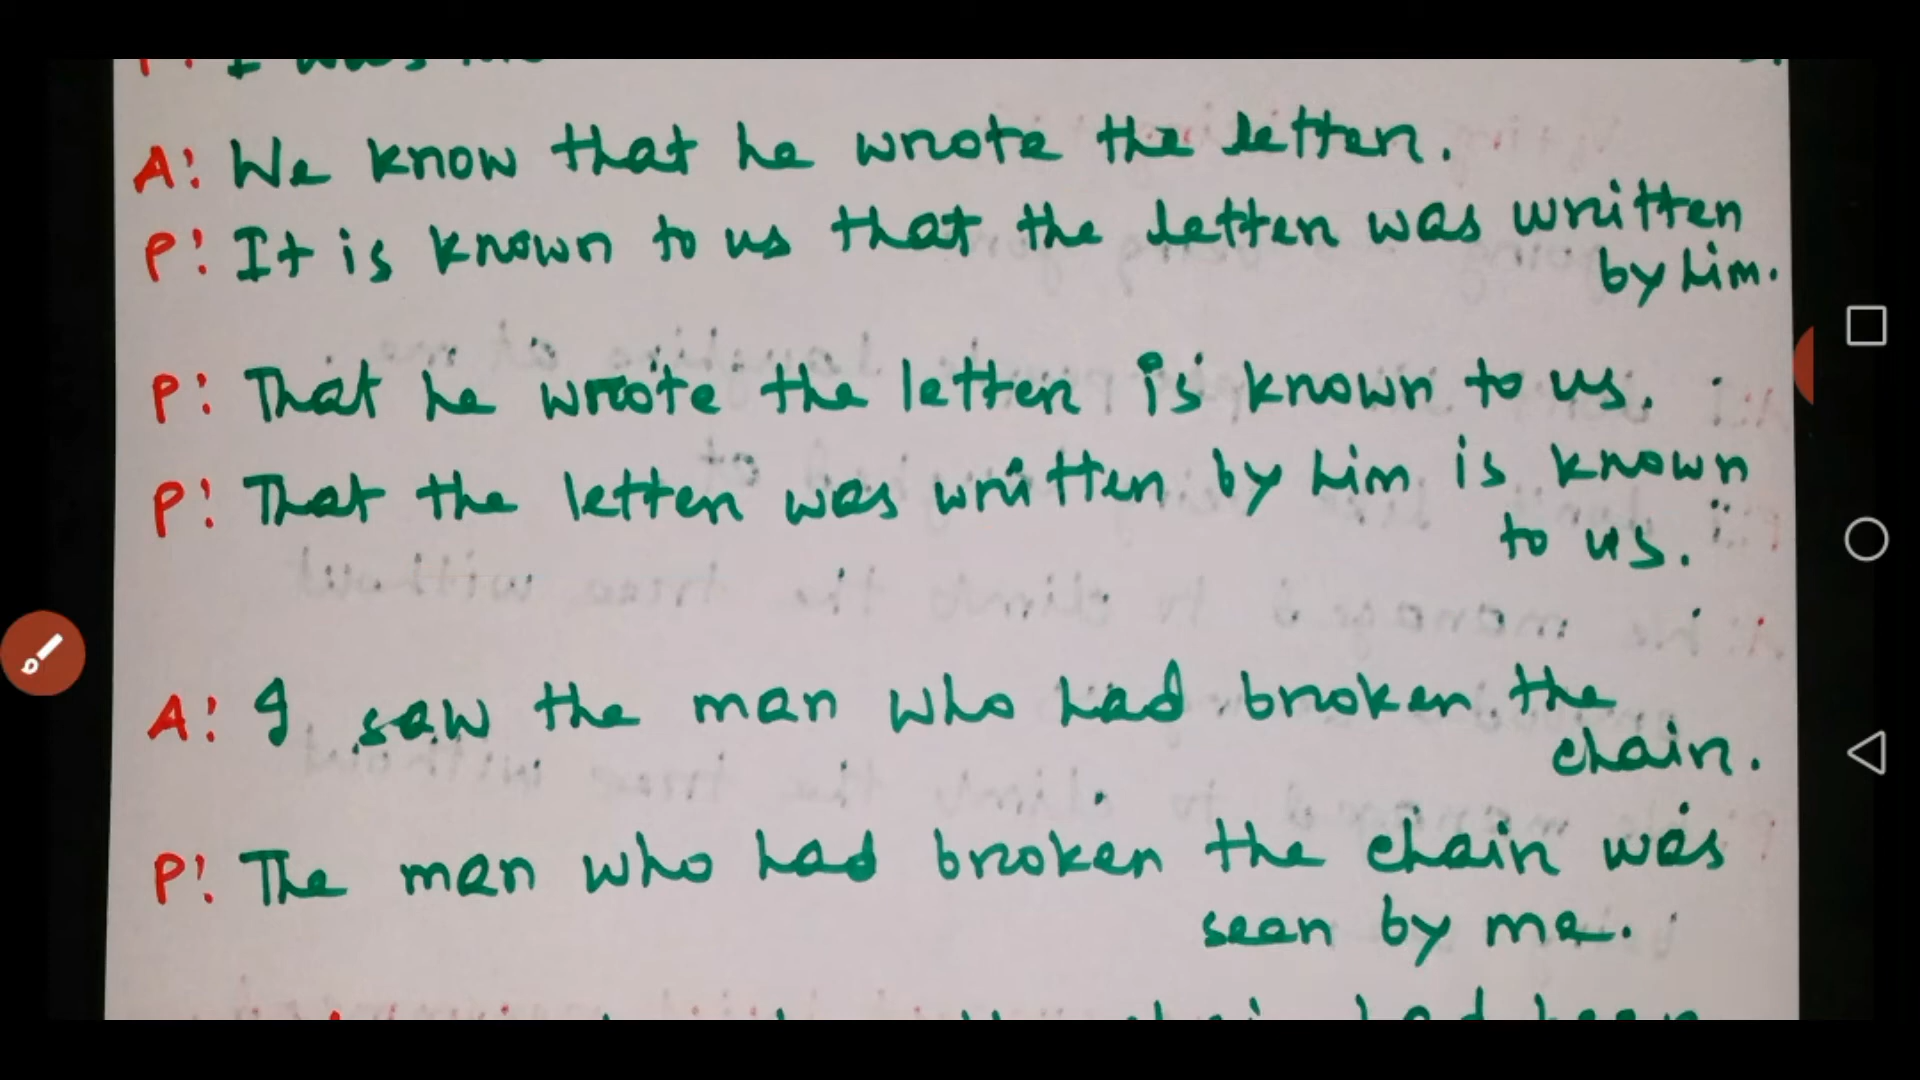 A: We know that he wrote the letter.
P: It is known to us that the letter was written
by him.
P: That he wrote the letter is known to us.
P: That the letter was written by him is known
to us.
A: I saw the man who had broken the
chain.
P: The man who had broken the chain was
seen by me.